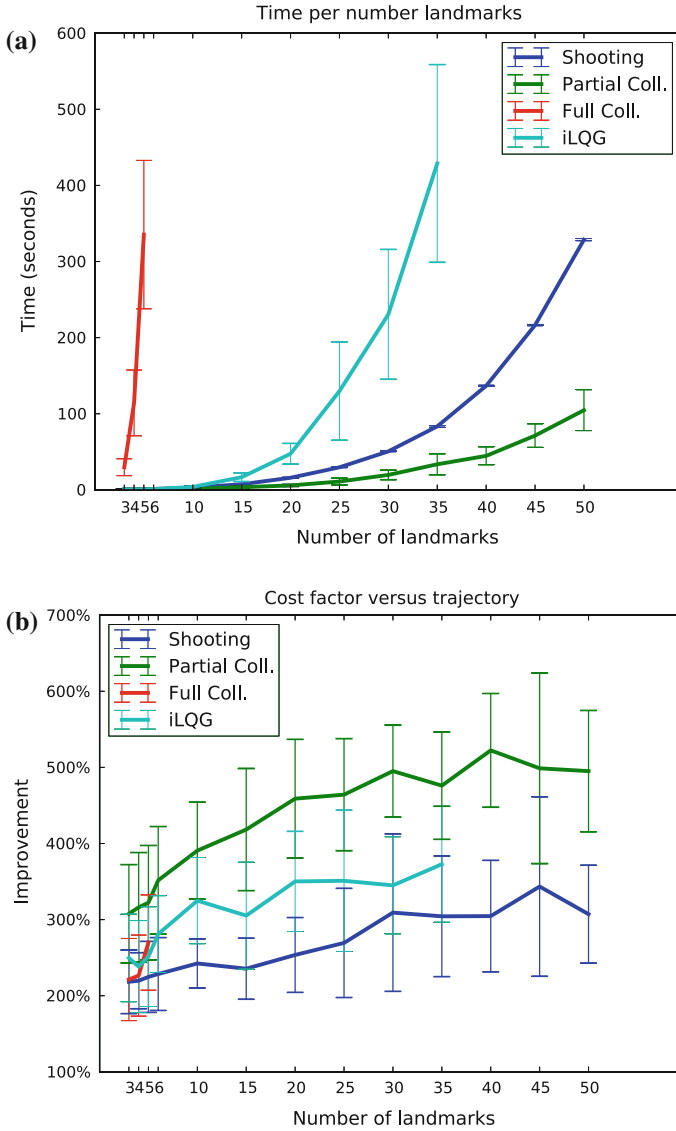 (a)
Time per number landmarks
600
500
400
300
200
100
0
Time (seconds)
Shooting
Partial Coll.
Full Coll.
iLQG
3456 10 15 20 25 30 35 40 45 50
Number of landmarks
(b)
Cost factor versus trajectory
700%
600%
500%
400%
300%
200%
100%
Improvement
Shooting
Partial Coll.
Full Coll.
iLQG
3456 10 15 20 25 30 35 40 45 50
Number of landmarks